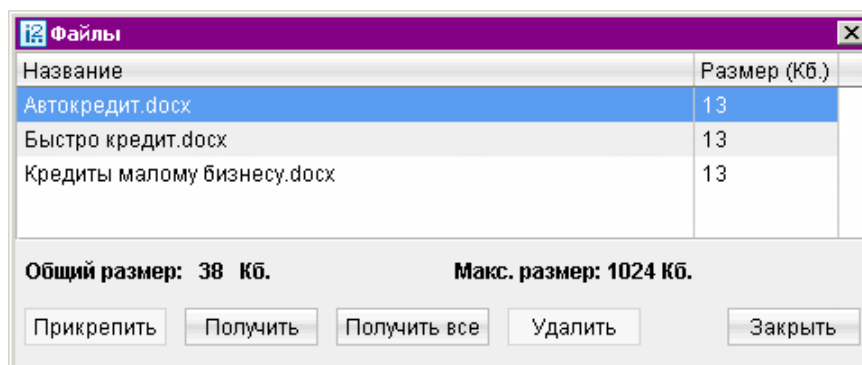 Файлы
Название Размер (Кб.)
Автокредит.docx 13
Быстро кредит.docx 13
Кредиты малому бизнесу.docx 13
Общий размер: 38 Кб. Макс. размер: 1024 Кб.
Прикрепить Получить Получить все Удалить Закрыть